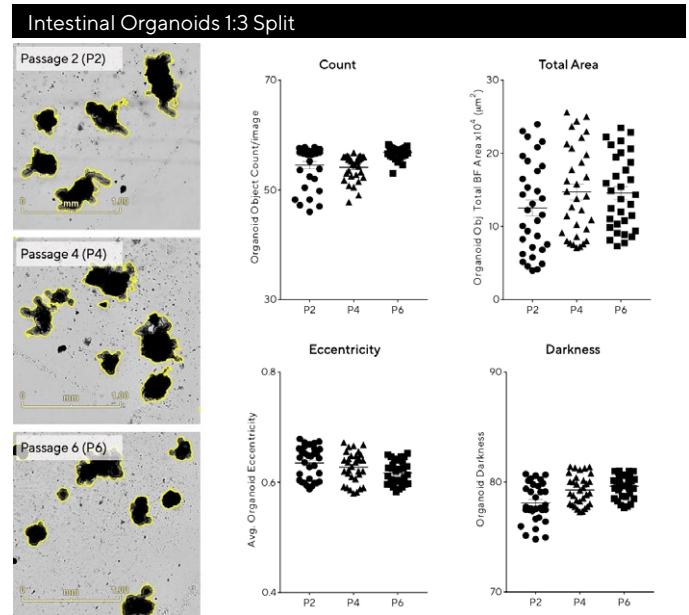 Intestinal Organoids 1:3 Split
Passage 2 (P2)
0
mm
1.00
Passage 4 (P4)
0
mm
1.00
Passage 6 (P6)
0
mm
1.00
Count
Organoid Object Count/image
70
50
30
P2 P4 P6
Total Area
Organoid Obj Total BF Area x10⁴ (µm²)
30
20
10
0
P2 P4 P6
Eccentricity
Avg. Organoid Eccentricity
0.8
0.6
0.4
P2 P4 P6
Darkness
Organoid Darkness
90
80
70
P2 P4 P6